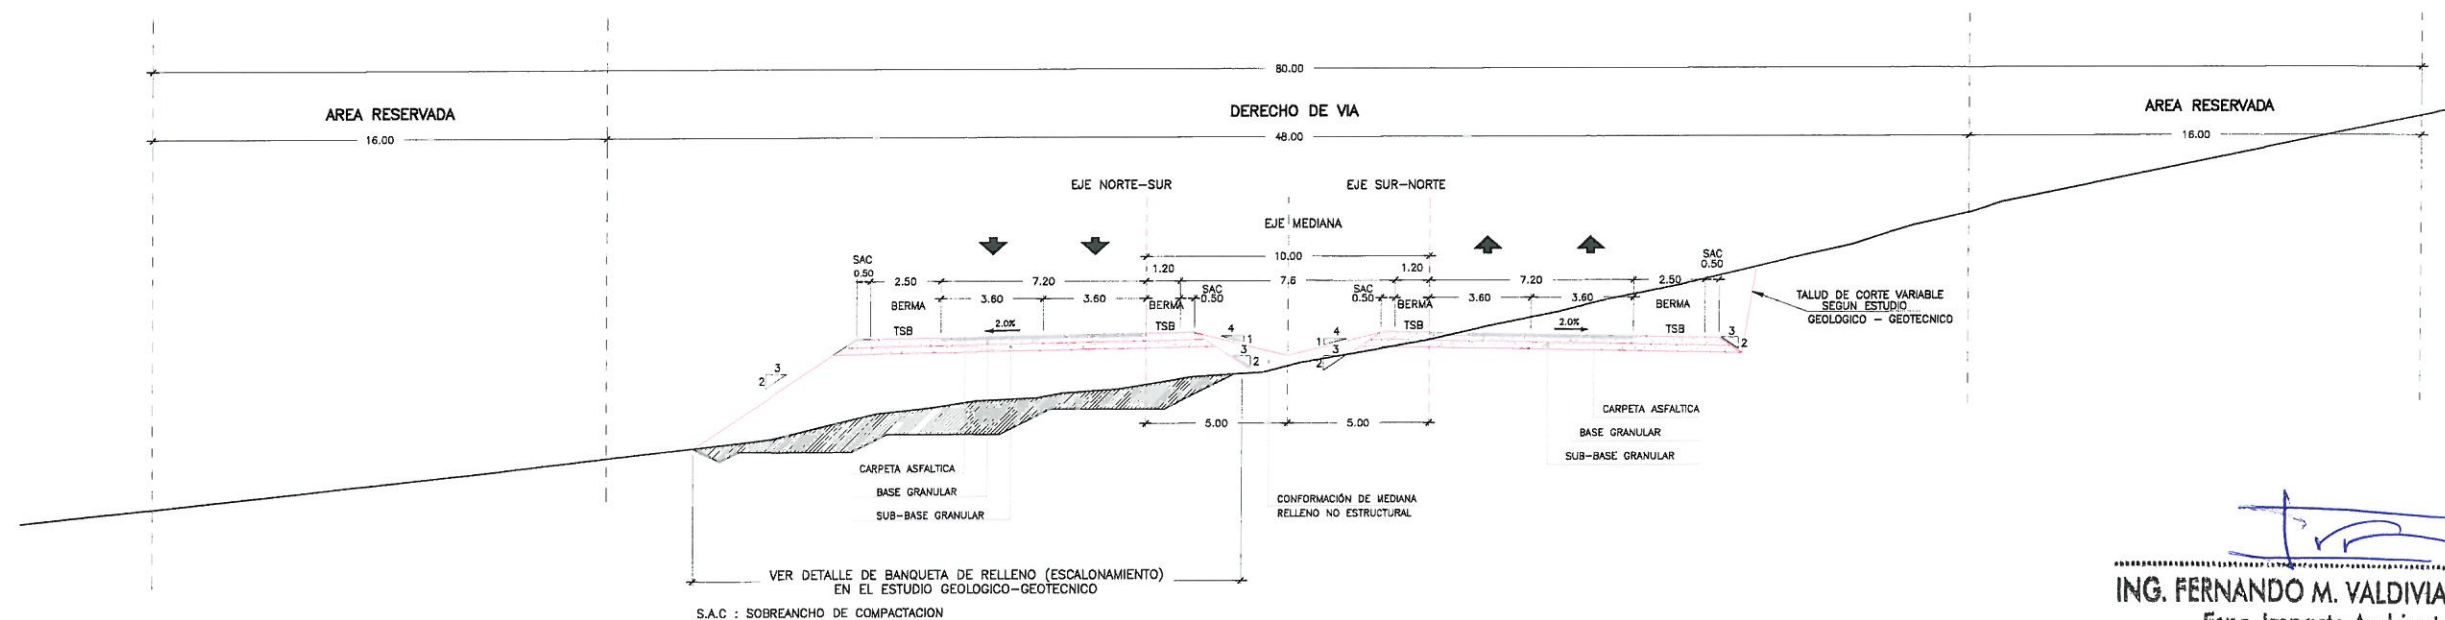 80.00
AREA RESERVADA
DERECHO DE VIA
AREA RESERVADA
16.00
48.00
16.00
EJE NORTE-SUR
EJE SUR-NORTE
EJE MEDIANA
10.00
SAC
0.50
2.50
7.20
1.20
7.6
1.20
7.20
2.50
SAC
0.50
BERMA
3.60
3.60
BERMA
SAC
0.50
SAC
0.50
BERMA
3.60
3.60
BERMA
TALUD DE CORTE VARIABLE
SEGUN ESTUDIO
GEOLOGICO - GEOTECNICO
TSB
2.0%
TSB
4
1
4
1
TSB
2.0%
TSB
3
2
3
2
3
2
3
2
5.00
5.00
CARPETA ASFALTICA
BASE GRANULAR
SUB-BASE GRANULAR
CARPETA ASFALTICA
BASE GRANULAR
SUB-BASE GRANULAR
CONFORMACIÓN DE MEDIANA
RELLENO NO ESTRUCTURAL
VER DETALLE DE BANQUETA DE RELLENO (ESCALONAMIENTO)
EN EL ESTUDIO GEOLOGICO-GEOTECNICO
S.A.C : SOBREANCHO DE COMPACTACION
ING. FERNANDO M. VALDIVIA